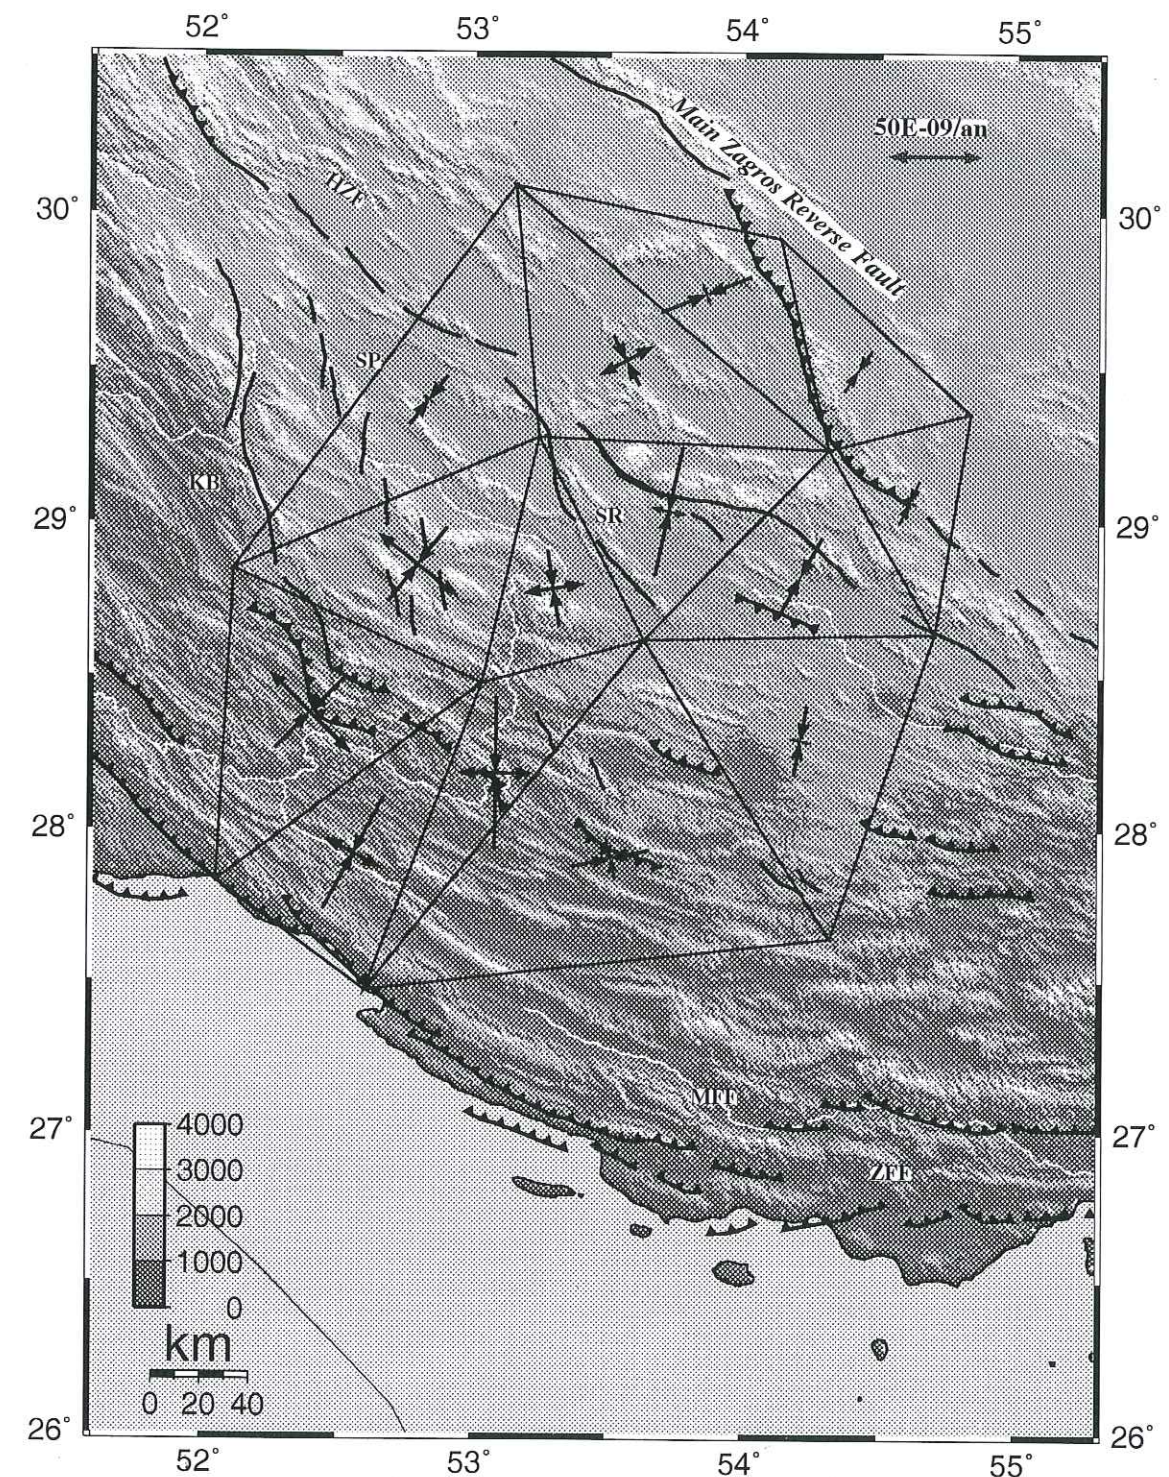 52° 53° 54° 55°
50E-09/an
Main Zagros Reverse Fault
HZF
30° 30°
SP
KB
SR
29° 29°
28° 28°
MFF
27° 27°
ZFF
4000
3000
2000
1000
0
km
0 20 40
26° 26°
52° 53° 54° 55°